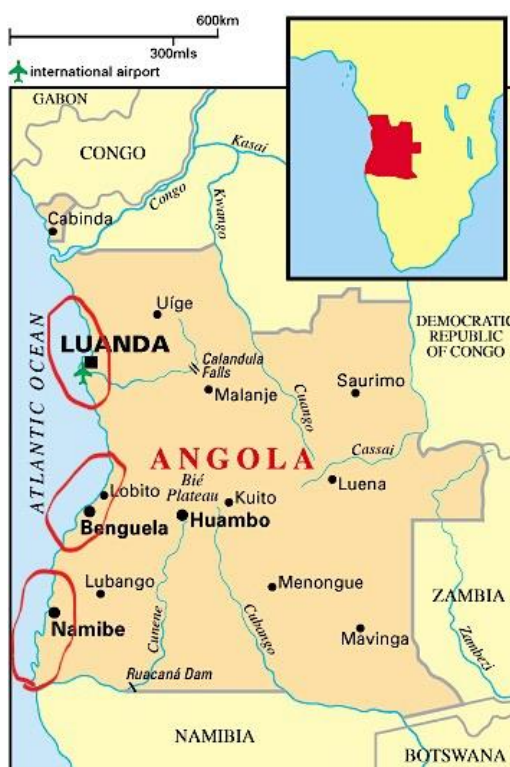 600km
300mls
international airport
GABON
CONGO
Kasai
Congo
Kwango
Cabinda
Uíge
DEMOCRATIC
REPUBLIC
OF CONGO
ATLANTIC OCEAN
LUANDA
Calandula
Falls
Malanje
Saurimo
Cuango
Cassai
ANGOLA
Bié
Plateau
Lobito
Kuito
Luena
Benguela
Huambo
Lubango
Menongue
ZAMBIA
Namibe
Cunene
Cubango
Mavinga
Zambezi
Ruacaná Dam
NAMIBIA
BOTSWANA